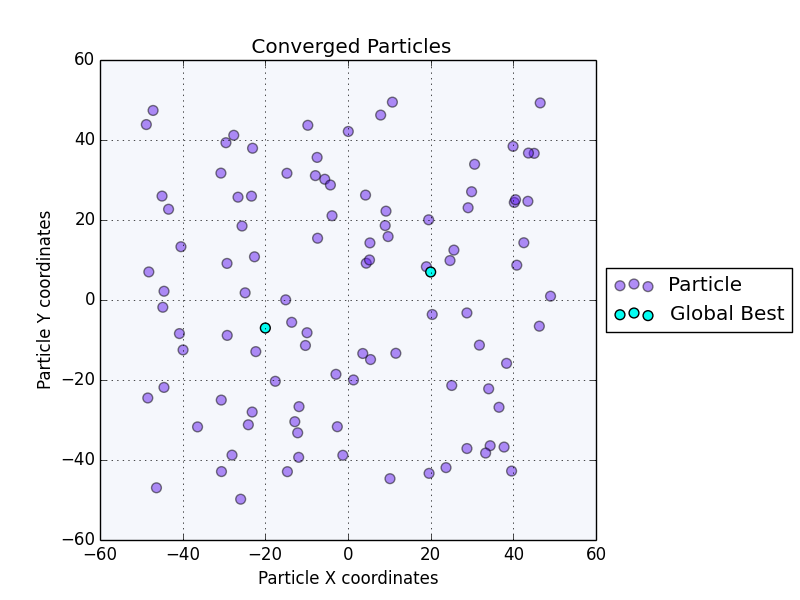 Converged Particles
60
40
20
0
−20
−40
−60
−60
−40
−20
0
20
40
60
Particle X coordinates
Particle Y coordinates
Particle
Global Best